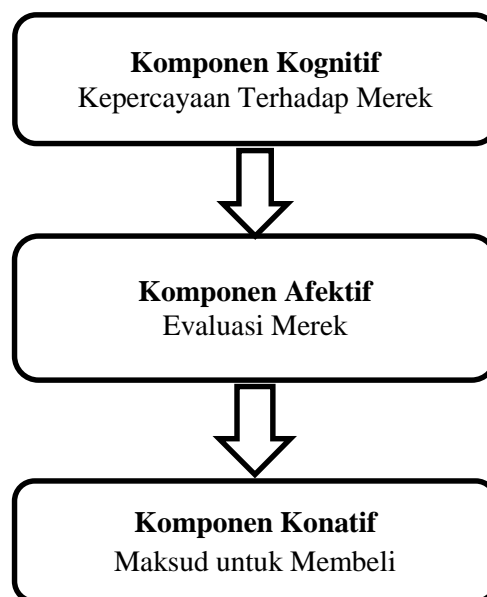 Komponen Kognitif
Kepercayaan Terhadap Merek
Komponen Afektif
Evaluasi Merek
Komponen Konatif
Maksud untuk Membeli